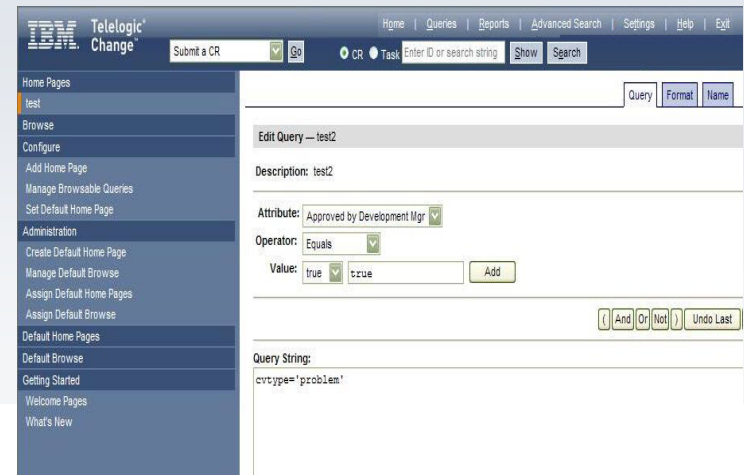 IBM. Telelogic® Change™
Home | Queries | Reports | Advanced Search | Settings | Help | Exit
Submit a CR Go CR Task Enter ID or search string Show Search
Home Pages
test
Browse
Configure
Add Home Page
Manage Browsable Queries
Set Default Home Page
Administration
Create Default Home Page
Manage Default Browse
Assign Default Home Pages
Assign Default Browse
Default Home Pages
Default Browse
Getting Started
Welcome Pages
What's New
Query Format Name
Edit Query — test2
Description: test2
Attribute: Approved by Development Mgr
Operator: Equals
Value: true true Add
( And Or Not ) Undo Last
Query String:
cvtype='problem'